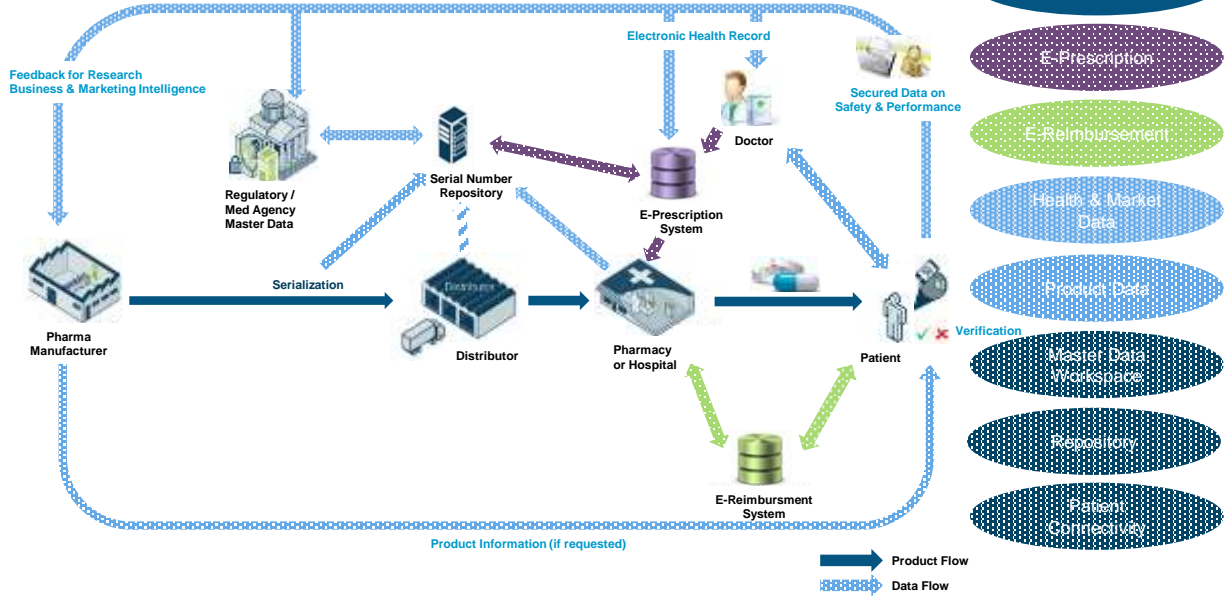 Electronic Health Record
Feedback for Research
Business & Marketing Intelligence
Secured Data on
Safety & Performance
Doctor
Regulatory /
Med Agency
Master Data
Serial Number
Repository
E-Prescription
System
Serialization
Distributor
Pharma
Manufacturer
Distributor
Pharmacy
or Hospital
Patient
Verification
E-Reimbursment
System
Product Information (if requested)
Product Flow
Data Flow
E-Prescription
E-Reimbursement
Health & Market
Data
Product Data
Master Data
Workspace
Repository
Patient
Connectivity